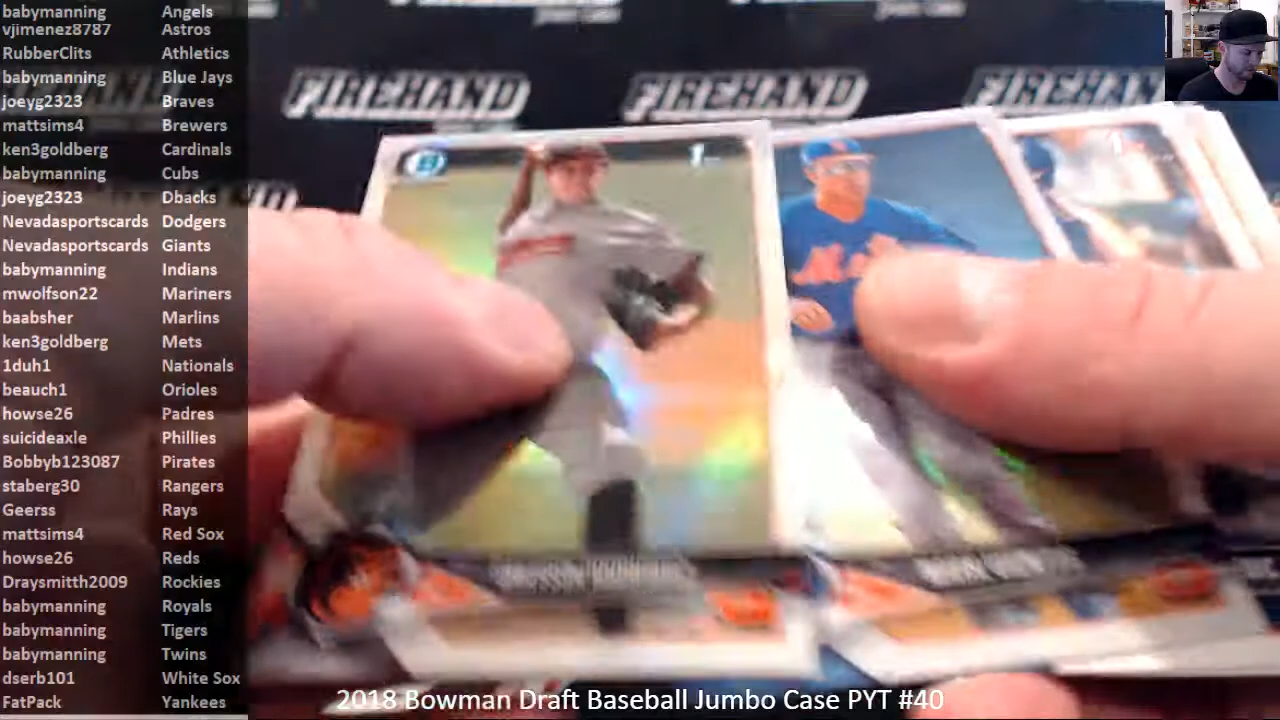 babymanning Angels
vjimenez8787 Astros
RubberClits Athletics
babymanning Blue Jays
joeyg2323 Braves
mattsims4 Brewers
ken3goldberg Cardinals
babymanning Cubs
joeyg2323 Dbacks
Nevadasportscards Dodgers
Nevadasportscards Giants
babymanning Indians
mwolfson22 Mariners
baabsher Marlins
ken3goldberg Mets
1duh1 Nationals
beauch1 Orioles
howse26 Padres
suicideaxle Phillies
Bobbyb123087 Pirates
staberg30 Rangers
Geerss Rays
mattsims4 Red Sox
howse26 Reds
Draysmitth2009 Rockies
babymanning Royals
babymanning Tigers
babymanning Twins
dserb101 White Sox
FatPack Yankees
FIREHAND FIREHAND FIREHAND
2018 Bowman Draft Baseball Jumbo Case PYT #40